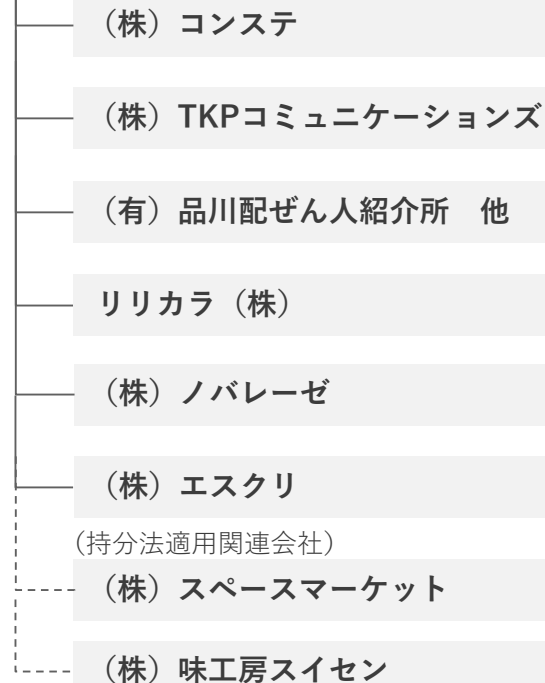 （株）コンステ
（株）TKPコミュニケーションズ
（有）品川配ぜん人紹介所　他
リリカラ（株）
（株）ノバレーゼ
（株）エスクリ
（持分法適用関連会社）
（株）スペースマーケット
（株）味工房スイセン